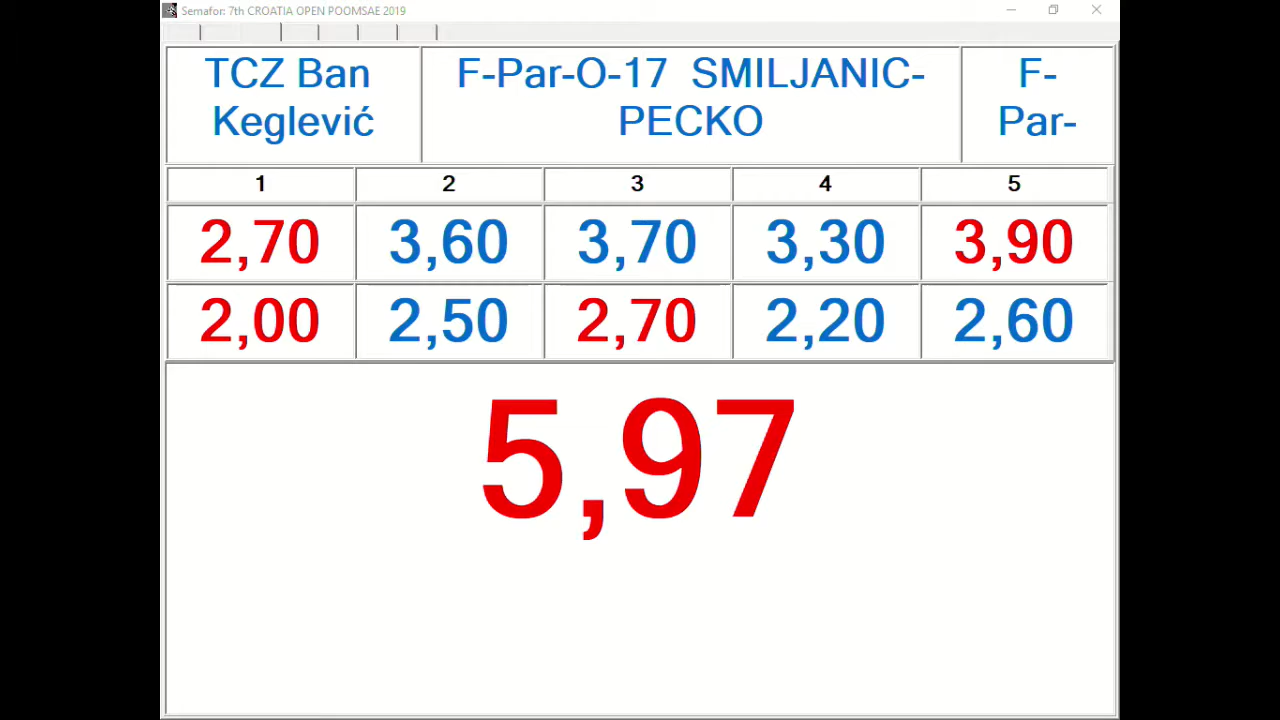 Semafor: 7th CROATIA OPEN POOMSAE 2019
TCZ Ban
Keglević
F-Par-O-17 SMILJANIC-
PECKO
F-
Par-
1 2 3 4 5
2,70 3,60 3,70 3,30 3,90
2,00 2,50 2,70 2,20 2,60
5,97